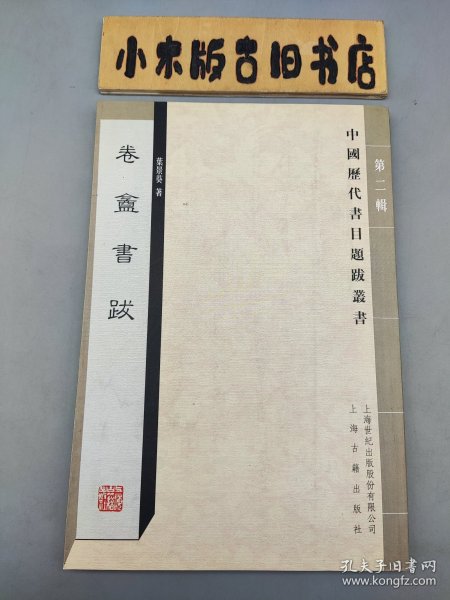 小宋版古旧书店
第二輯
中國歷代書目題跋叢書
葉景葵 著
卷盦書跋
上海世紀出版股份有限公司
上海古籍出版社
孔夫子旧书网
www.kongfz.com